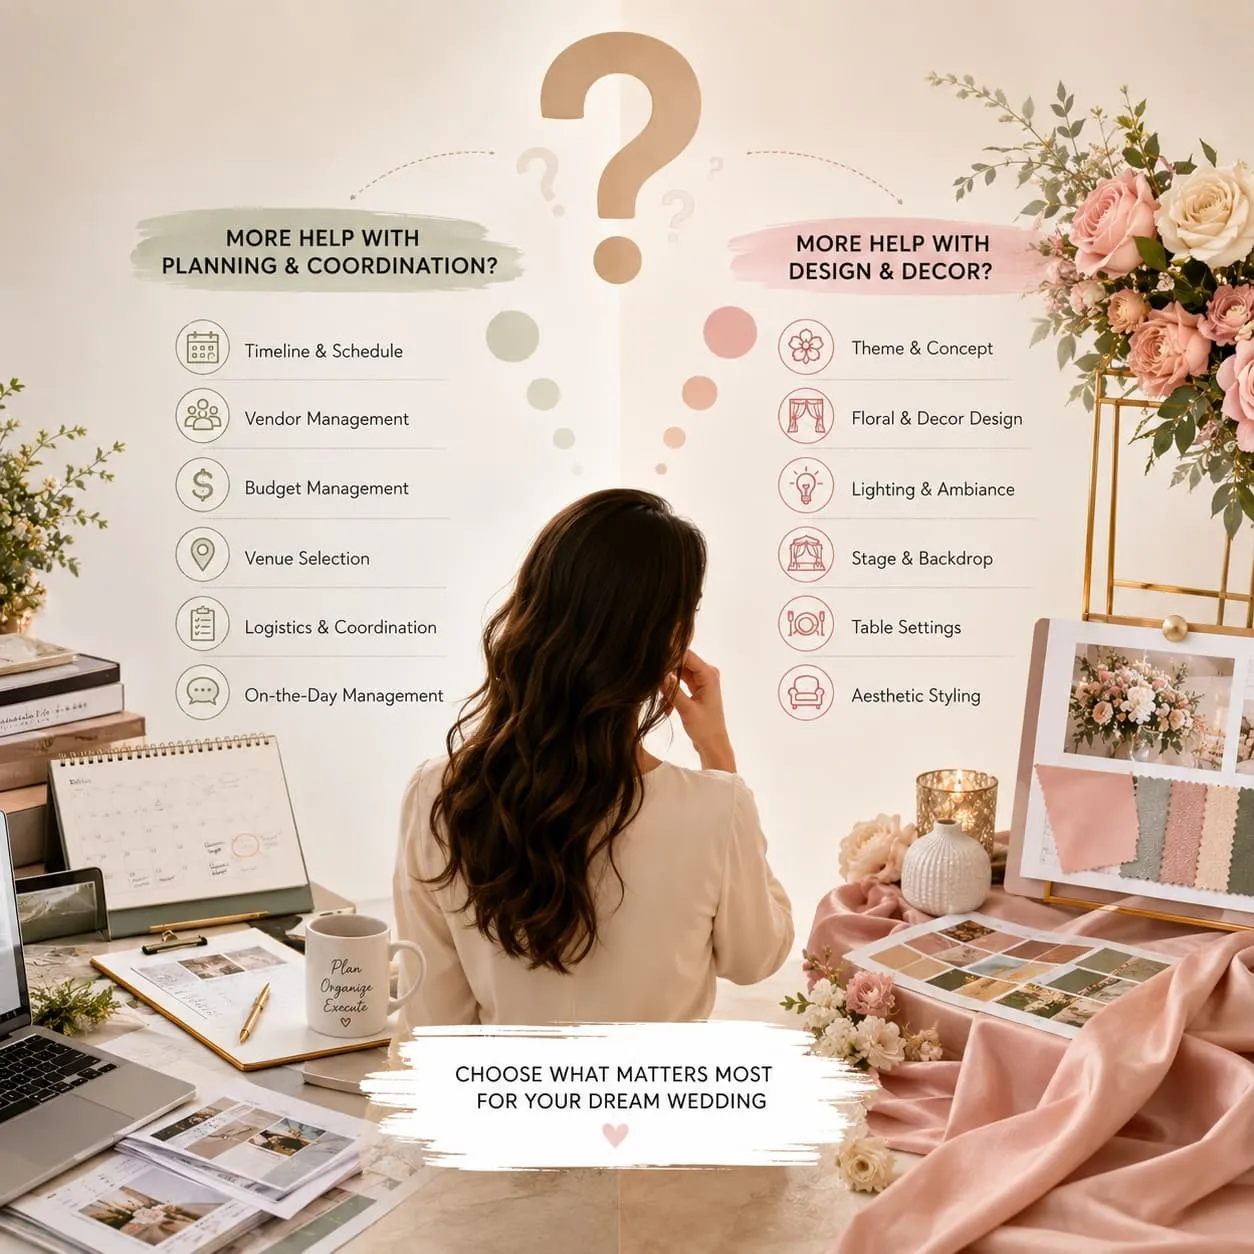 MORE HELP WITH
PLANNING & COORDINATION?
Timeline & Schedule
Vendor Management
Budget Management
Venue Selection
Logistics & Coordination
On-the-Day Management
MORE HELP WITH
DESIGN & DECOR?
Theme & Concept
Floral & Decor Design
Lighting & Ambiance
Stage & Backdrop
Table Settings
Aesthetic Styling
Plan
Organize
Execute
CHOOSE WHAT MATTERS MOST
FOR YOUR DREAM WEDDING